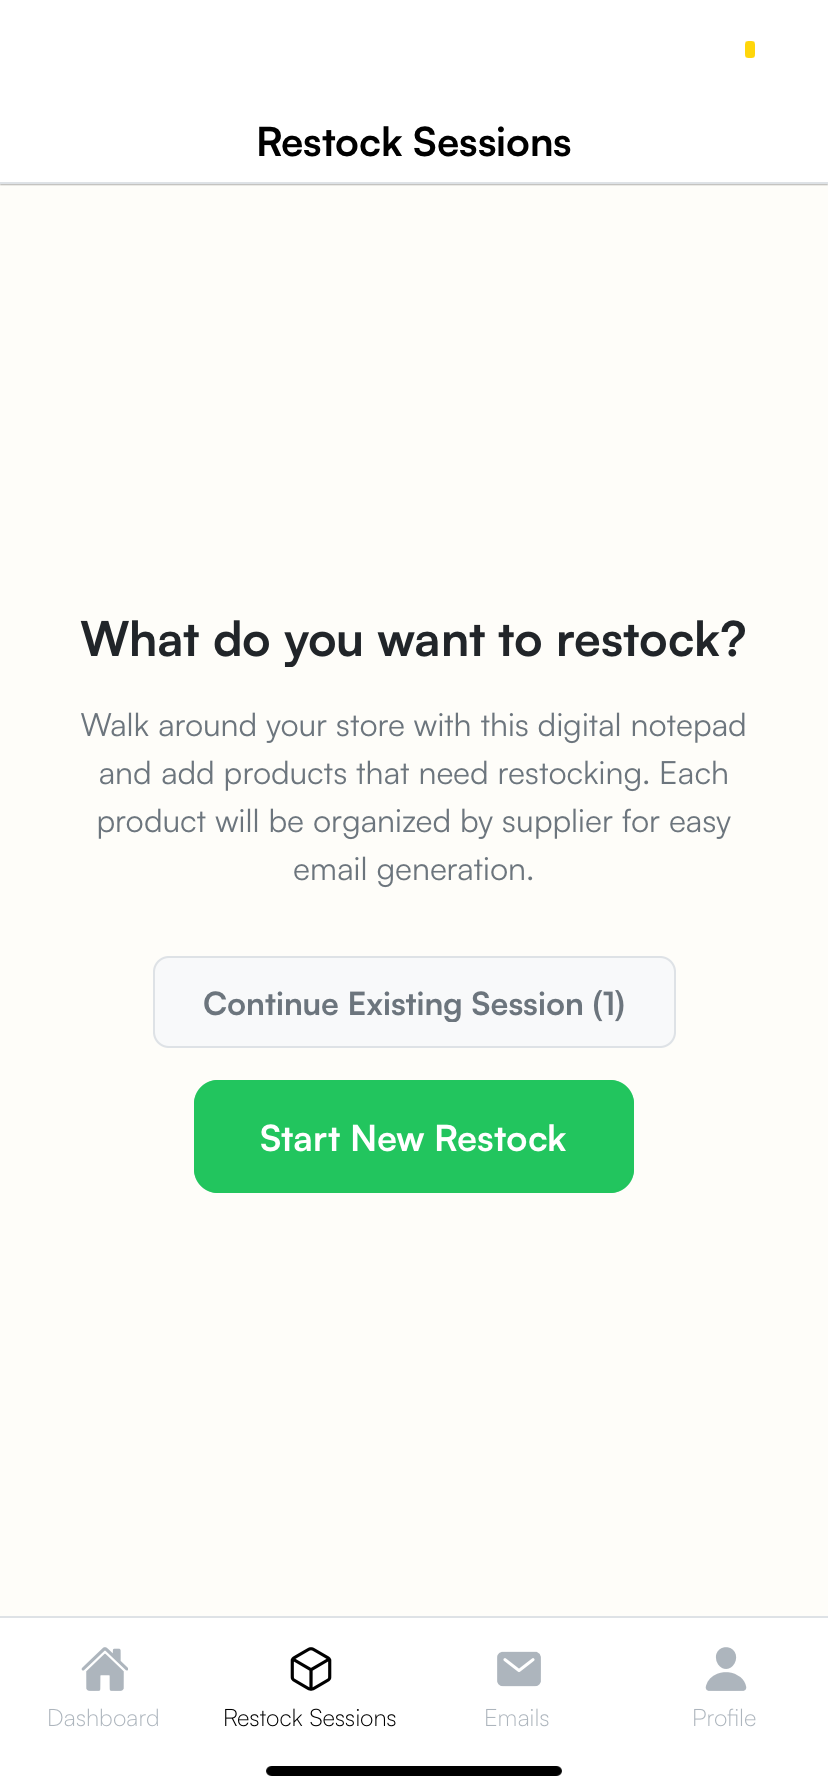 Restock Sessions
What do you want to restock?
Walk around your store with this digital notepad
and add products that need restocking. Each
product will be organized by supplier for easy
email generation.
Continue Existing Session (1)
Start New Restock
Dashboard
Restock Sessions
Emails
Profile